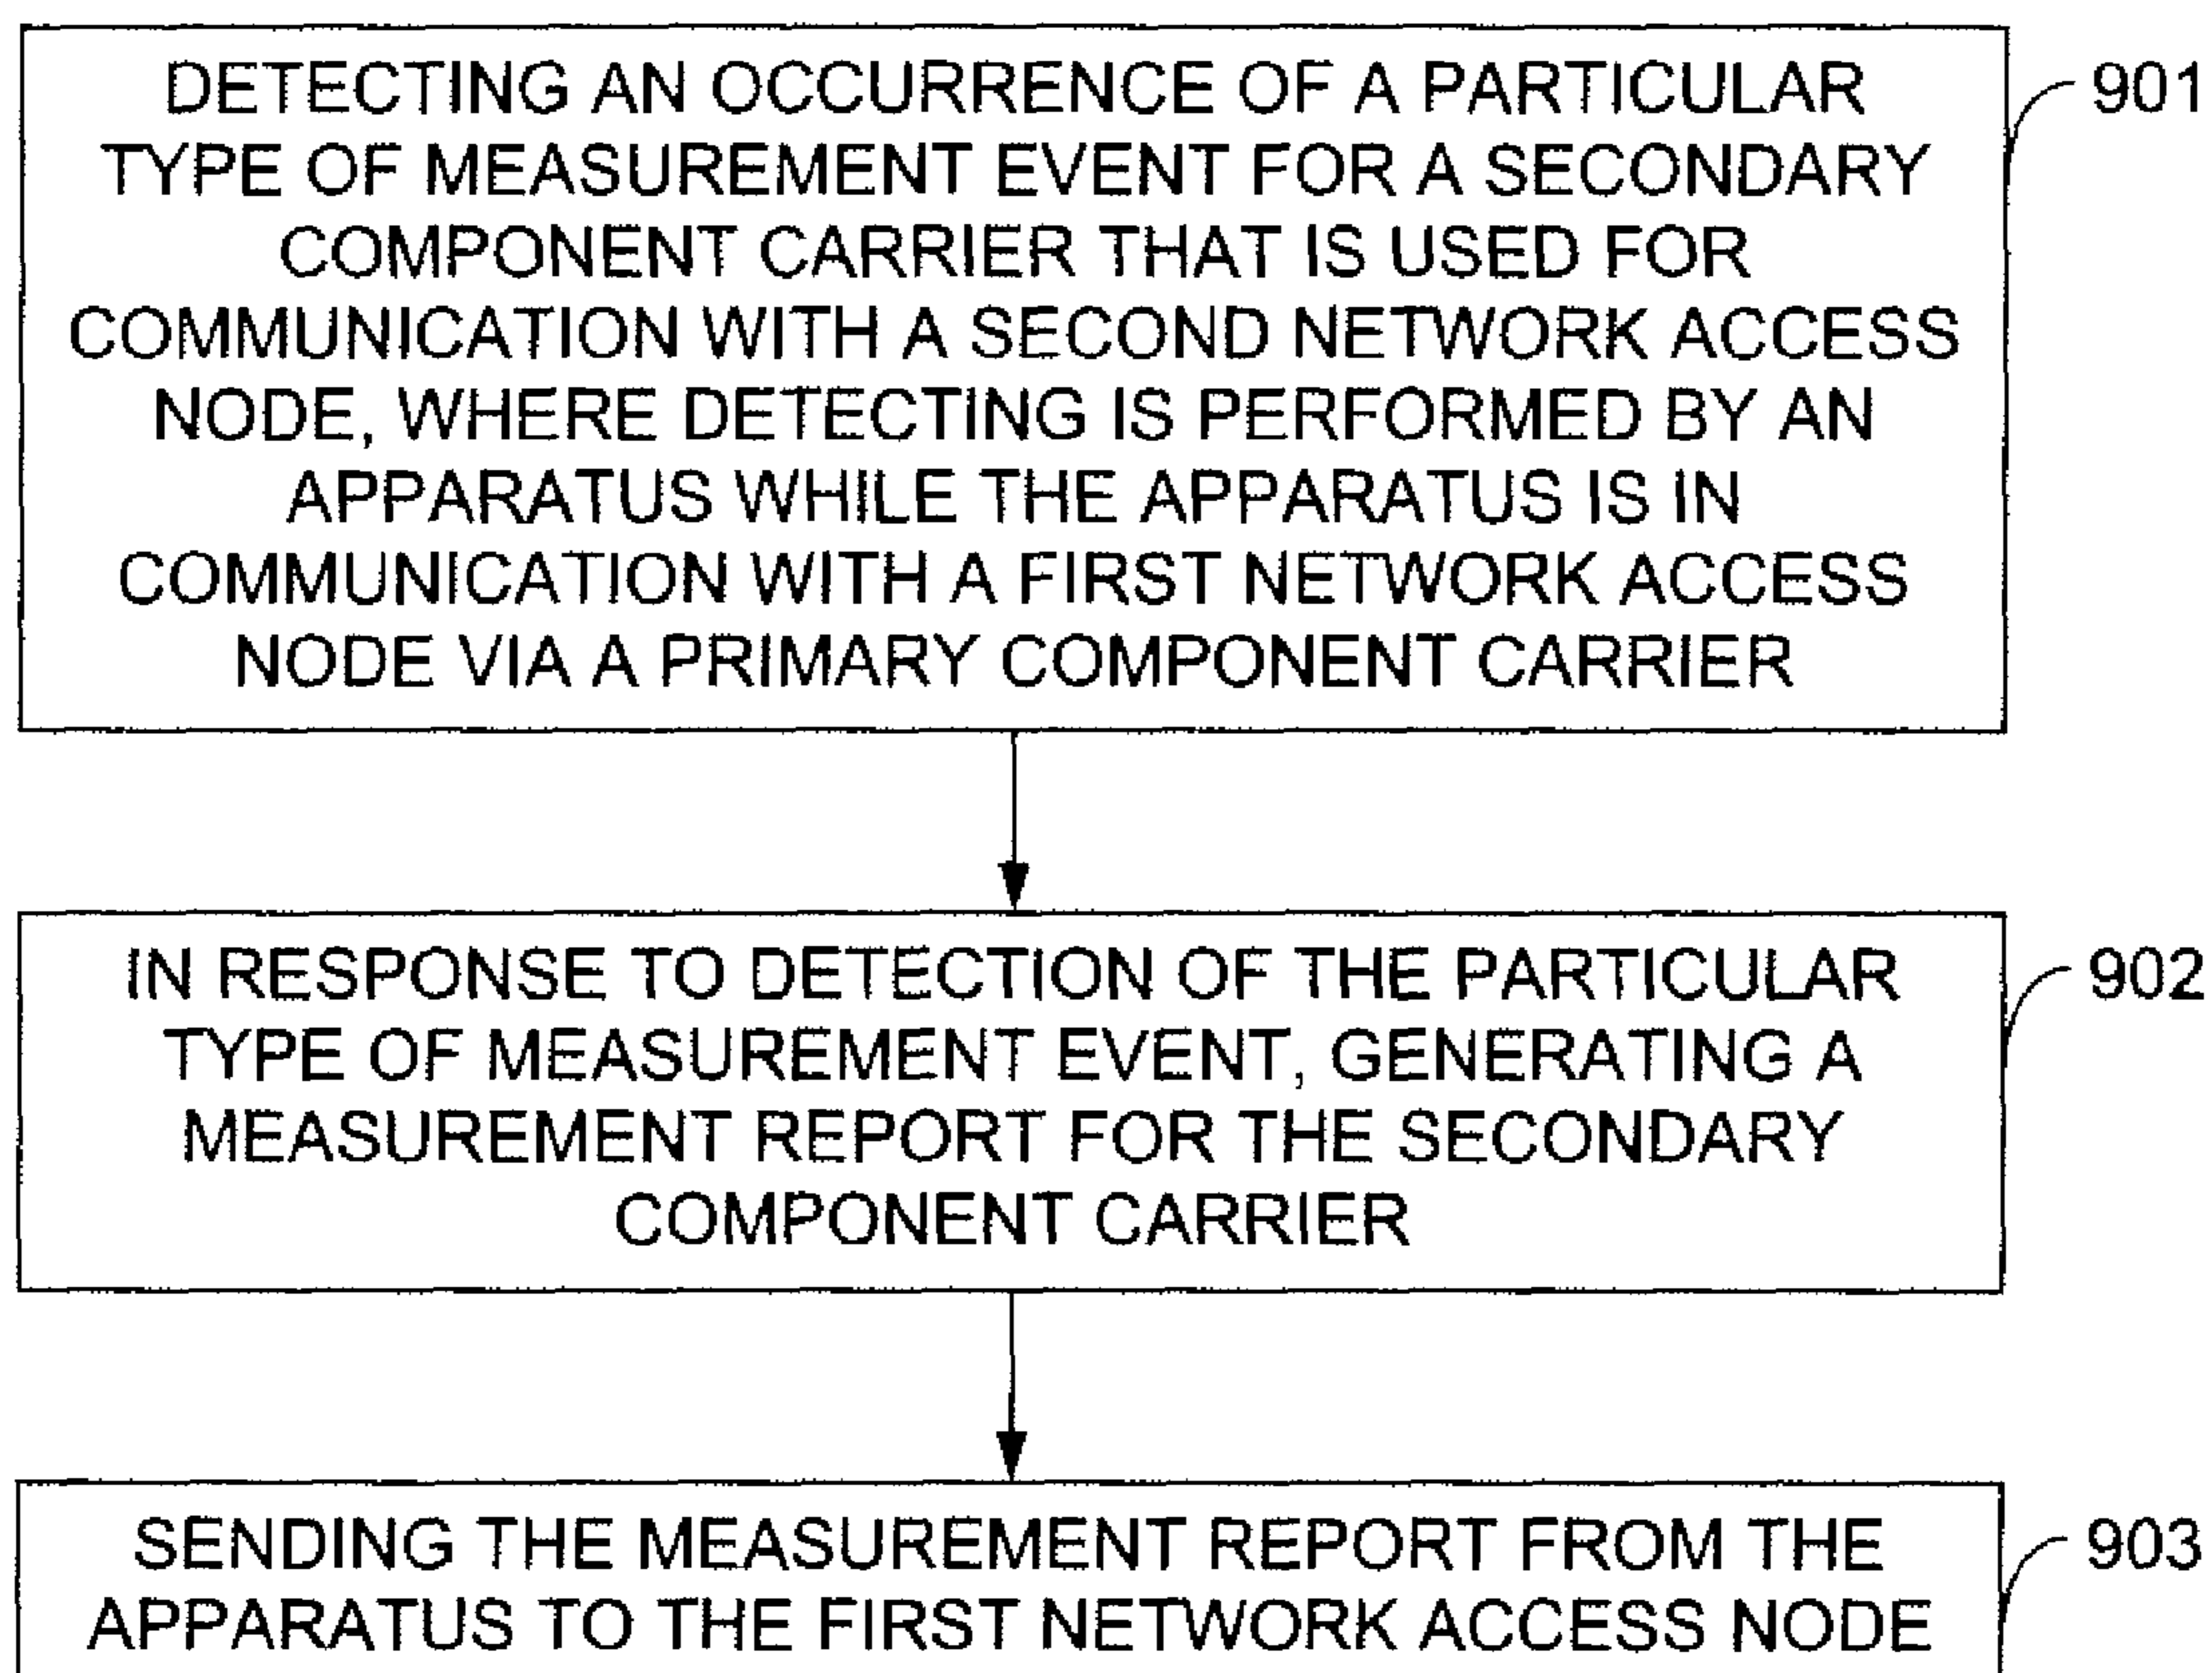 DETECTING AN OCCURRENCE OF A PARTICULAR
TYPE OF MEASUREMENT EVENT FOR A SECONDARY
COMPONENT CARRIER THAT IS USED FOR
COMMUNICATION WITH A SECOND NETWORK ACCESS
NODE, WHERE DETECTING IS PERFORMED BY AN
APPARATUS WHILE THE APPARATUS IS IN
COMMUNICATION WITH A FIRST NETWORK ACCESS
NODE VIA A PRIMARY COMPONENT CARRIER
901
IN RESPONSE TO DETECTION OF THE PARTICULAR
TYPE OF MEASUREMENT EVENT, GENERATING A
MEASUREMENT REPORT FOR THE SECONDARY
COMPONENT CARRIER
902
SENDING THE MEASUREMENT REPORT FROM THE
APPARATUS TO THE FIRST NETWORK ACCESS NODE
903